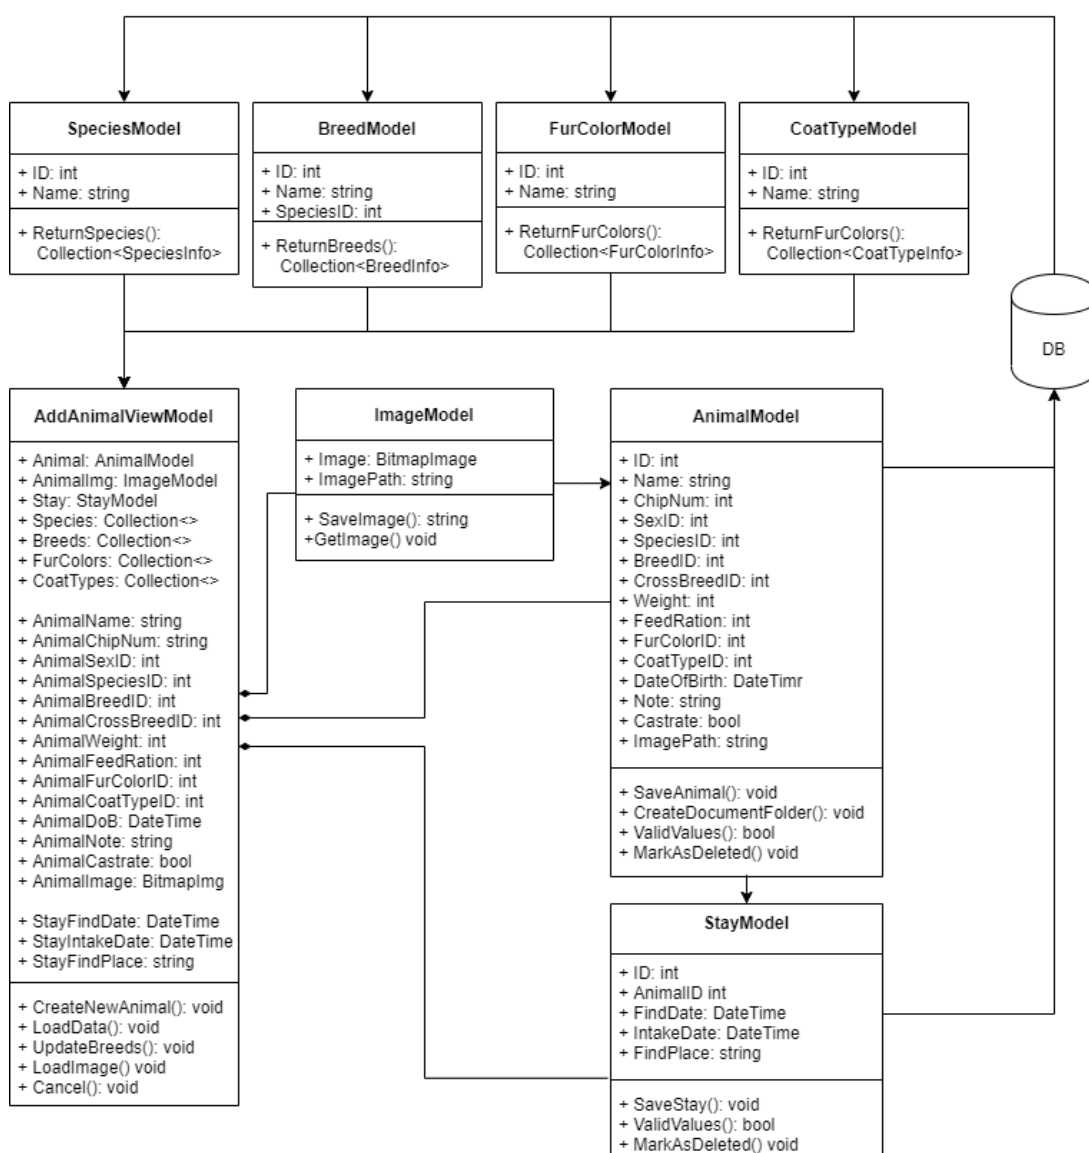 SpeciesModel
+ ID: int
+ Name: string
+ ReturnSpecies():
Collection<SpeciesInfo>
BreedModel
+ ID: int
+ Name: string
+ SpeciesID: int
+ ReturnBreeds():
Collection<BreedInfo>
FurColorModel
+ ID: int
+ Name: string
+ ReturnFurColors():
Collection<FurColorInfo>
CoatTypeModel
+ ID: int
+ Name: string
+ ReturnFurColors():
Collection<CoatTypeInfo>
DB
AddAnimalViewModel
+ Animal: AnimalModel
+ AnimalImg: ImageModel
+ Stay: StayModel
+ Species: Collection<>
+ Breeds: Collection<>
+ FurColors: Collection<>
+ CoatTypes: Collection<>
+ AnimalName: string
+ AnimalChipNum: string
+ AnimalSexID: int
+ AnimalSpeciesID: int
+ AnimalBreedID: int
+ AnimalCrossBreedID: int
+ AnimalWeight: int
+ AnimalFeedRation: int
+ AnimalFurColorID: int
+ AnimalCoatTypeID: int
+ AnimalDoB: DateTime
+ AnimalNote: string
+ AnimalCastrate: bool
+ AnimalImage: BitmapImg
+ StayFindDate: DateTime
+ StayIntakeDate: DateTime
+ StayFindPlace: string
+ CreateNewAnimal(): void
+ LoadData(): void
+ UpdateBreeds(): void
+ LoadImage() void
+ Cancel(): void
ImageModel
+ Image: BitmapImage
+ ImagePath: string
+ SaveImage(): string
+GetImage() void
AnimalModel
+ ID: int
+ Name: string
+ ChipNum: int
+ SexID: int
+ SpeciesID: int
+ BreedID: int
+ CrossBreedID: int
+ Weight: int
+ FeedRation: int
+ FurColorID: int
+ CoatTypeID: int
+ DateOfBirth: DateTimr
+ Note: string
+ Castrate: bool
+ ImagePath: string
+ SaveAnimal(): void
+ CreateDocumentFolder(): void
+ ValidValues(): bool
+ MarkAsDeleted() void
StayModel
+ ID: int
+ AnimalID int
+ FindDate: DateTime
+ IntakeDate: DateTime
+ FindPlace: string
+ SaveStay(): void
+ ValidValues(): bool
+ MarkAsDeleted() void